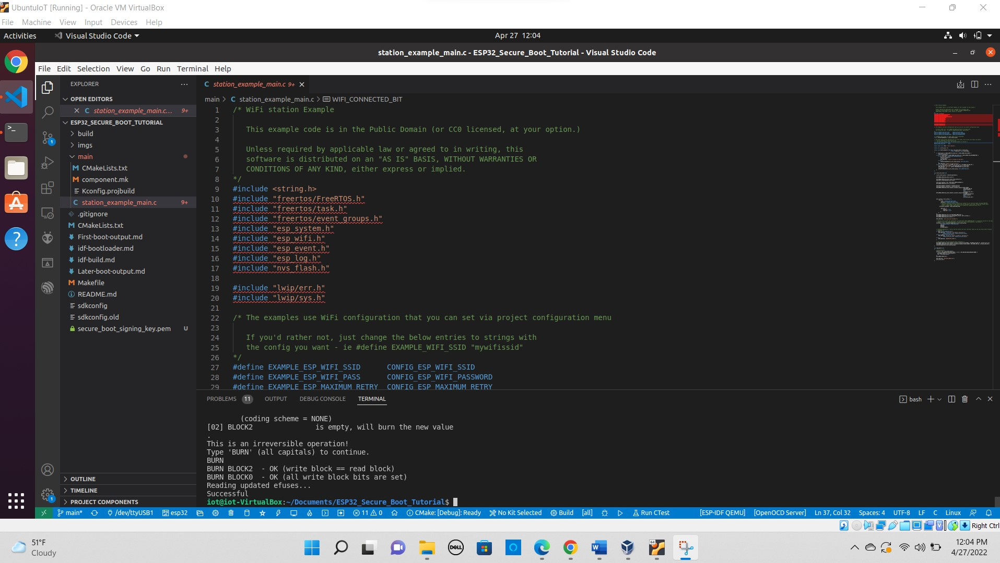 UbuntuIoT [Running] - Oracle VM VirtualBox
File Machine View Input Devices Help
Activities Visual Studio Code Apr 27 12:04
station_example_main.c - ESP32_Secure_Boot_Tutorial - Visual Studio Code
File Edit Selection View Go Run Terminal Help
EXPLORER
OPEN EDITORS
station_example_main.c... 9+
ESP32_SECURE_BOOT_TUTORIAL
build
imgs
main
CMakeLists.txt
component.mk
Kconfig.projbuild
station_example_main.c 9+
.gitignore
CMakeLists.txt
First-boot-output.md
idf-bootloader.md
idf-build.md
Later-boot-output.md
Makefile
README.md
sdkconfig
sdkconfig.old
secure_boot_signing_key.pem U
OUTLINE
TIMELINE
PROJECT COMPONENTS
station_example_main.c 9+
main > C station_example_main.c > WIFI_CONNECTED_BIT
1 /* WiFi station Example
2
3 This example code is in the Public Domain (or CC0 licensed, at your option.)
4
5 Unless required by applicable law or agreed to in writing, this
6 software is distributed on an "AS IS" BASIS, WITHOUT WARRANTIES OR
7 CONDITIONS OF ANY KIND, either express or implied.
8 */
9 #include <string.h>
10 #include "freertos/FreeRTOS.h"
11 #include "freertos/task.h"
12 #include "freertos/event_groups.h"
13 #include "esp_system.h"
14 #include "esp_wifi.h"
15 #include "esp_event.h"
16 #include "esp_log.h"
17 #include "nvs_flash.h"
18
19 #include "lwip/err.h"
20 #include "lwip/sys.h"
21
22 /* The examples use WiFi configuration that you can set via project configuration menu
23
24 If you'd rather not, just change the below entries to strings with
25 the config you want - ie #define EXAMPLE_WIFI_SSID "mywifissid"
26 */
27 #define EXAMPLE_ESP_WIFI_SSID CONFIG_ESP_WIFI_SSID
28 #define EXAMPLE_ESP_WIFI_PASS CONFIG_ESP_WIFI_PASSWORD
29 #define EXAMPLE_ESP_MAXIMUM_RETRY CONFIG_ESP_MAXIMUM_RETRY
PROBLEMS 11 OUTPUT DEBUG CONSOLE TERMINAL bash
(coding scheme = NONE)
[02] BLOCK2 is empty, will burn the new value
.
This is an irreversible operation!
Type 'BURN' (all capitals) to continue.
BURN
BURN BLOCK2 - OK (write block == read block)
BURN BLOCK0 - OK (all write block bits are set)
Reading updated efuses...
Successful
iot@iot-VirtualBox:~/Documents/ESP32_Secure_Boot_Tutorial$
main* /dev/ttyUSB1 esp32 11 0 CMake: [Debug]: Ready No Kit Selected Build [all] Run CTest [ESP-IDF QEMU] [OpenOCD Server] Ln 37, Col 32 Spaces: 4 UTF-8 LF C Linux
Right Ctrl
51°F
Cloudy
DELL
12:04 PM
4/27/2022